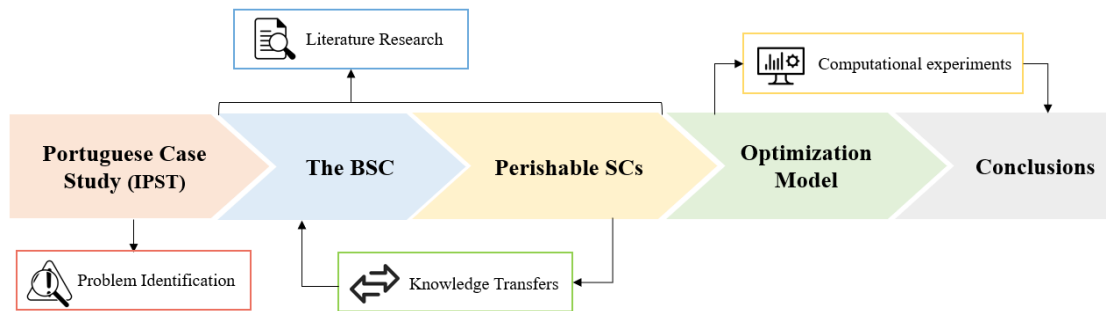 Literature Research
Computational experiments
Portuguese Case
Study (IPST)
The BSC
Perishable SCs
Optimization
Model
Conclusions
Problem Identification
Knowledge Transfers